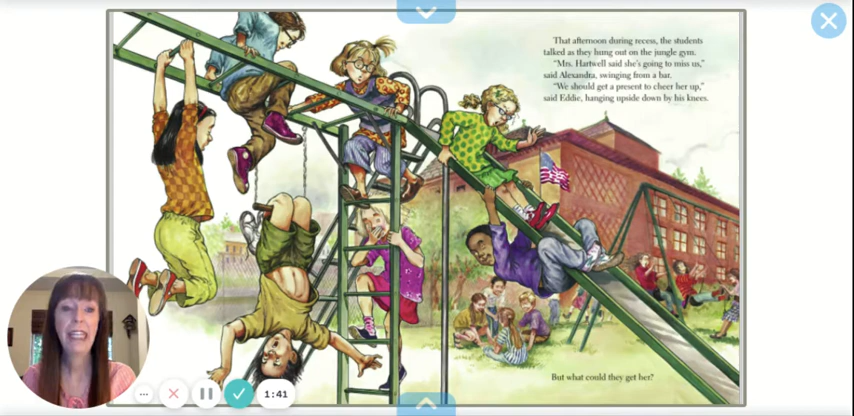 That afternoon during recess, the students
talked as they hung out on the jungle gym.
"Mrs. Hartwell said she's going to miss us,"
said Alexandra, swinging from a bar.
"We should get a present to cheer her up,"
said Eddie, hanging upside down by his knees.
But what could they get her?
1:41